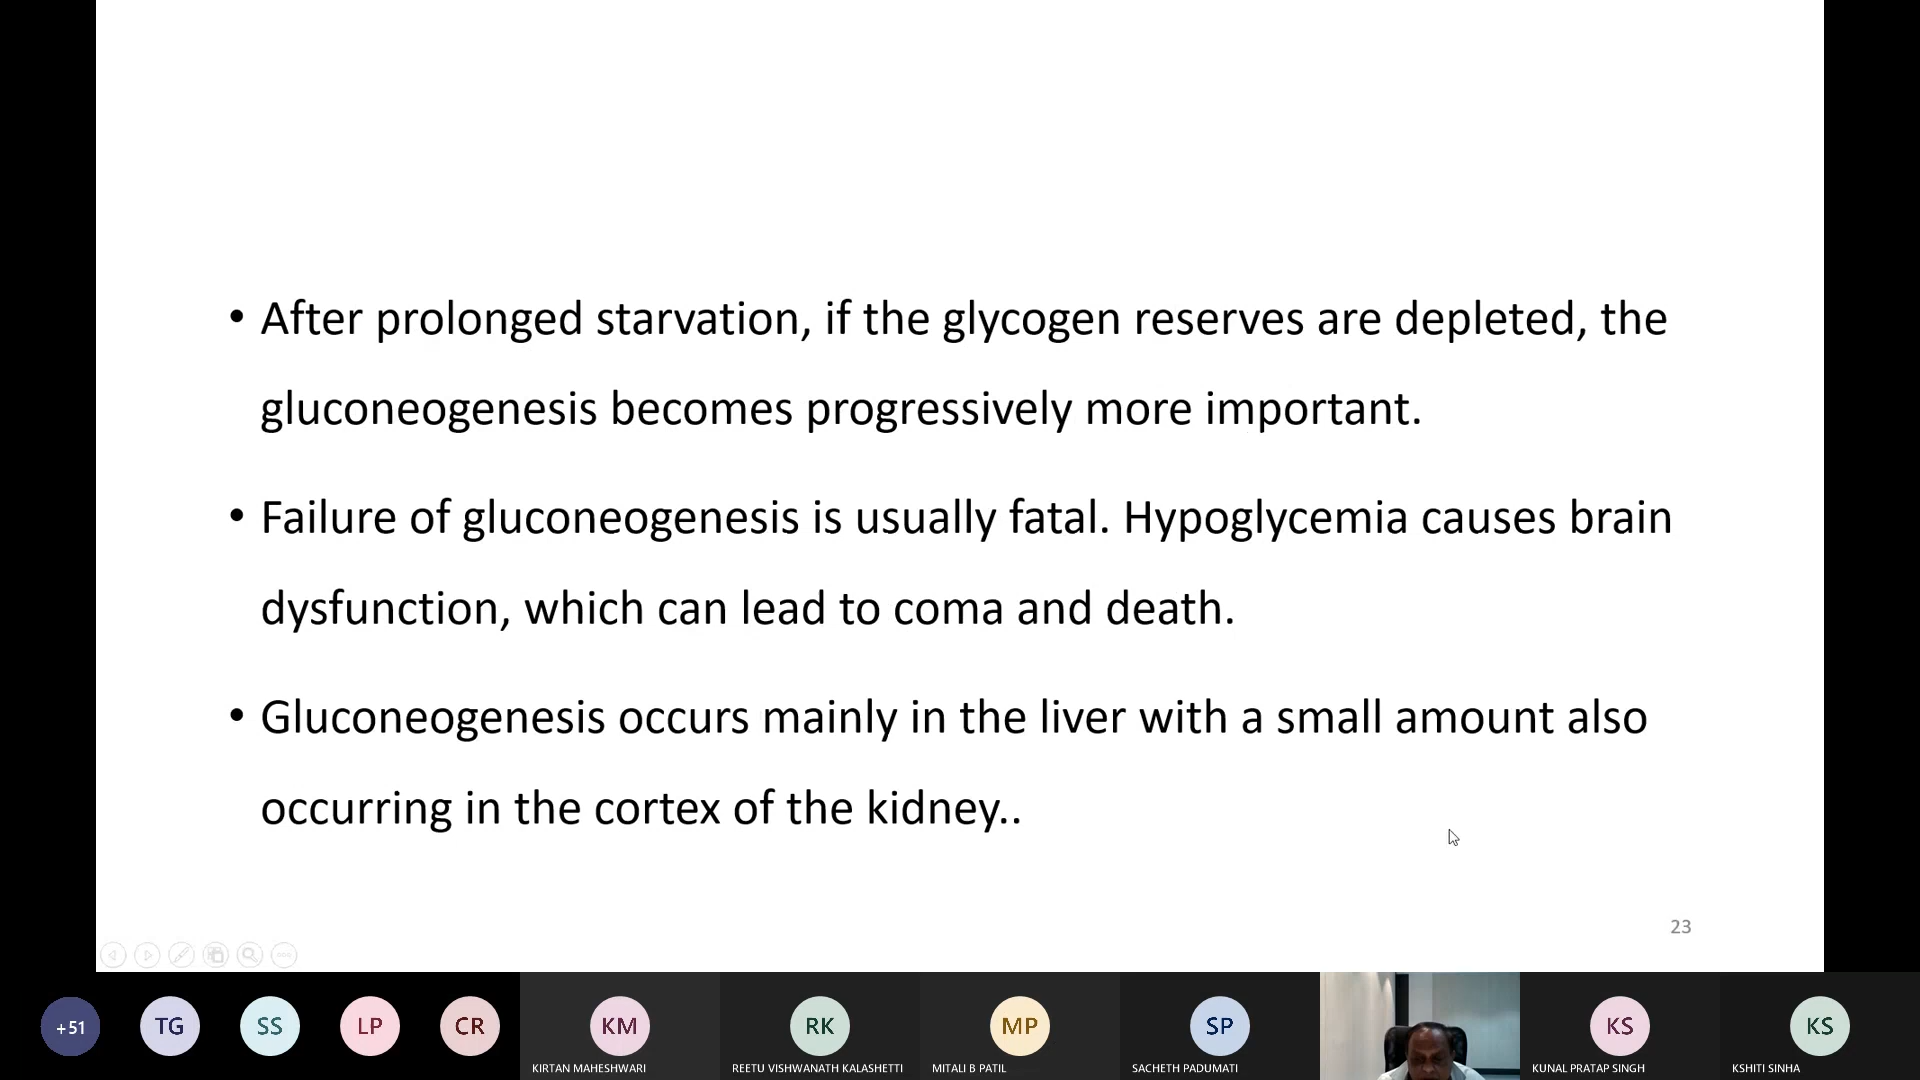 • After prolonged starvation, if the glycogen reserves are depleted, the
gluconeogenesis becomes progressively more important.
• Failure of gluconeogenesis is usually fatal. Hypoglycemia causes brain
dysfunction, which can lead to coma and death.
• Gluconeogenesis occurs mainly in the liver with a small amount also
occurring in the cortex of the kidney..
23
+51 TG SS LP CR KM RK MP SP KS KS
KIRTAN MAHESHWARI REETU VISHWANATH KALASHETTI MITALI B PATIL SACHETH PADUMATI KUNAL PRATAP SINGH KSHITI SINHA